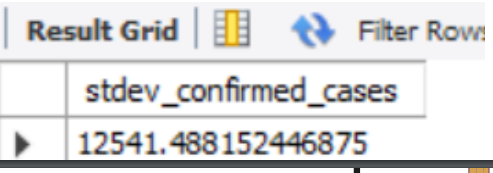 Result Grid Filter Rows
stdev_confirmed_cases
12541.488152446875